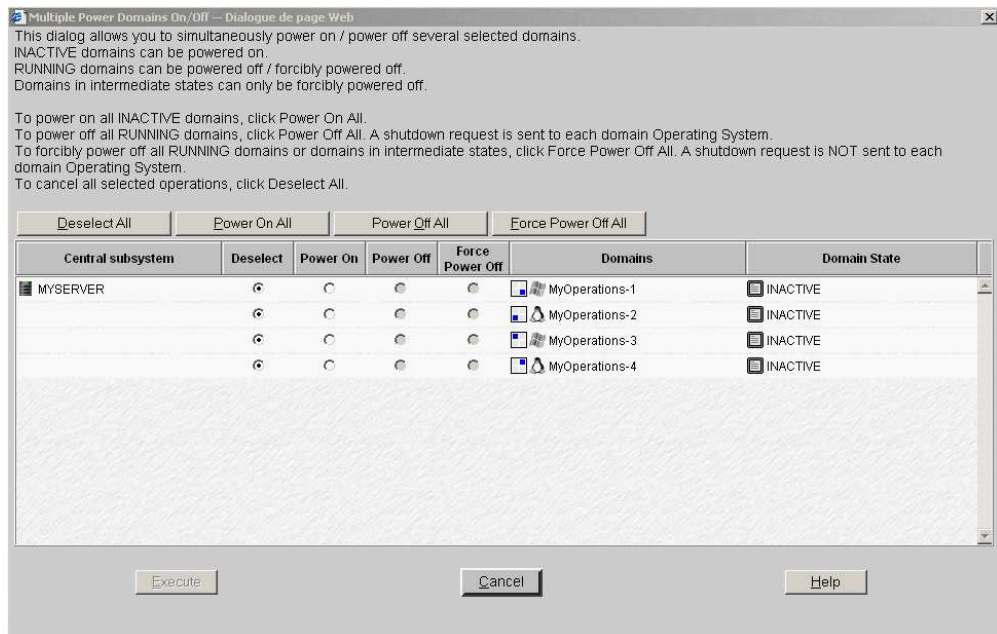 Multiple Power Domains On/Off -- Dialogue de page Web
This dialog allows you to simultaneously power on / power off several selected domains.
INACTIVE domains can be powered on.
RUNNING domains can be powered off / forcibly powered off.
Domains in intermediate states can only be forcibly powered off.
To power on all INACTIVE domains, click Power On All.
To power off all RUNNING domains, click Power Off All. A shutdown request is sent to each domain Operating System.
To forcibly power off all RUNNING domains or domains in intermediate states, click Force Power Off All. A shutdown request is NOT sent to each
domain Operating System.
To cancel all selected operations, click Deselect All.
Deselect All Power On All Power Off All Force Power Off All
Central subsystem Deselect Power On Power Off Force Power Off Domains Domain State
MYSERVER MyOperations-1 INACTIVE
MyOperations-2 INACTIVE
MyOperations-3 INACTIVE
MyOperations-4 INACTIVE
Execute Cancel Help